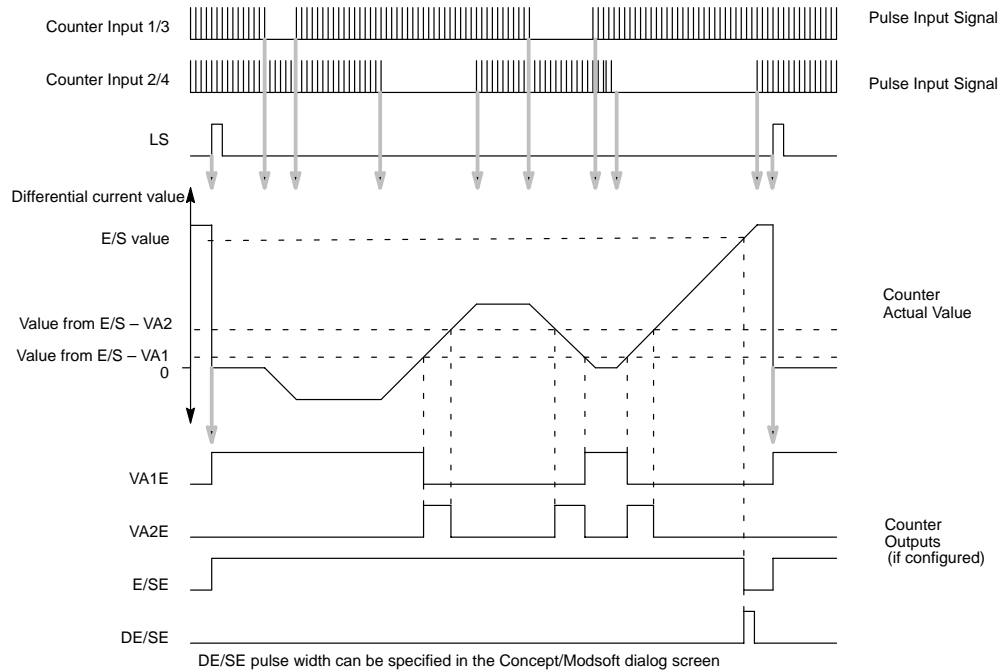 Counter Input 1/3
Pulse Input Signal
Counter Input 2/4
Pulse Input Signal
LS
Differential current value
E/S value
Counter
Actual Value
Value from E/S – VA2
Value from E/S – VA1
0
VA1E
VA2E
Counter
Outputs
(if configured)
E/SE
DE/SE
DE/SE pulse width can be specified in the Concept/Modsoft dialog screen